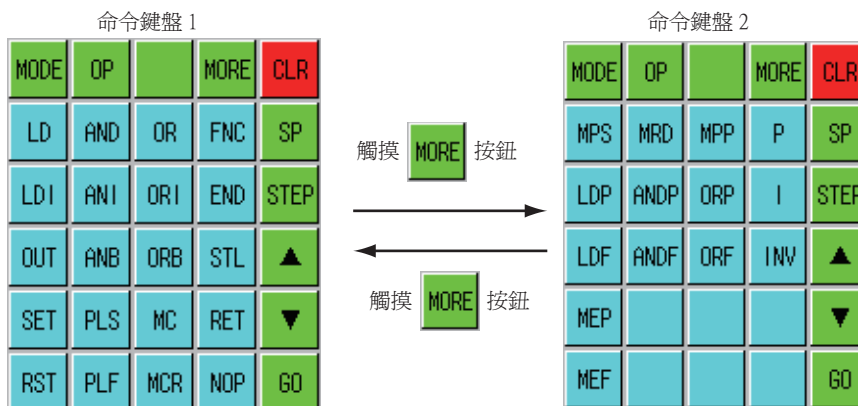 命令鍵盤 1
MODE OP MORE CLR
LD AND OR FNC SP
LDI ANI ORI END STEP
OUT ANB ORB STL ▲
SET PLS MC RET ▼
RST PLF MCR NOP GO
觸摸 MORE 按鈕
觸摸 MORE 按鈕
命令鍵盤 2
MODE OP MORE CLR
MPS MRD MPP P SP
LDP ANDP ORP I STEP
LDF ANDF ORF INV ▲
MEP ▼
MEF GO